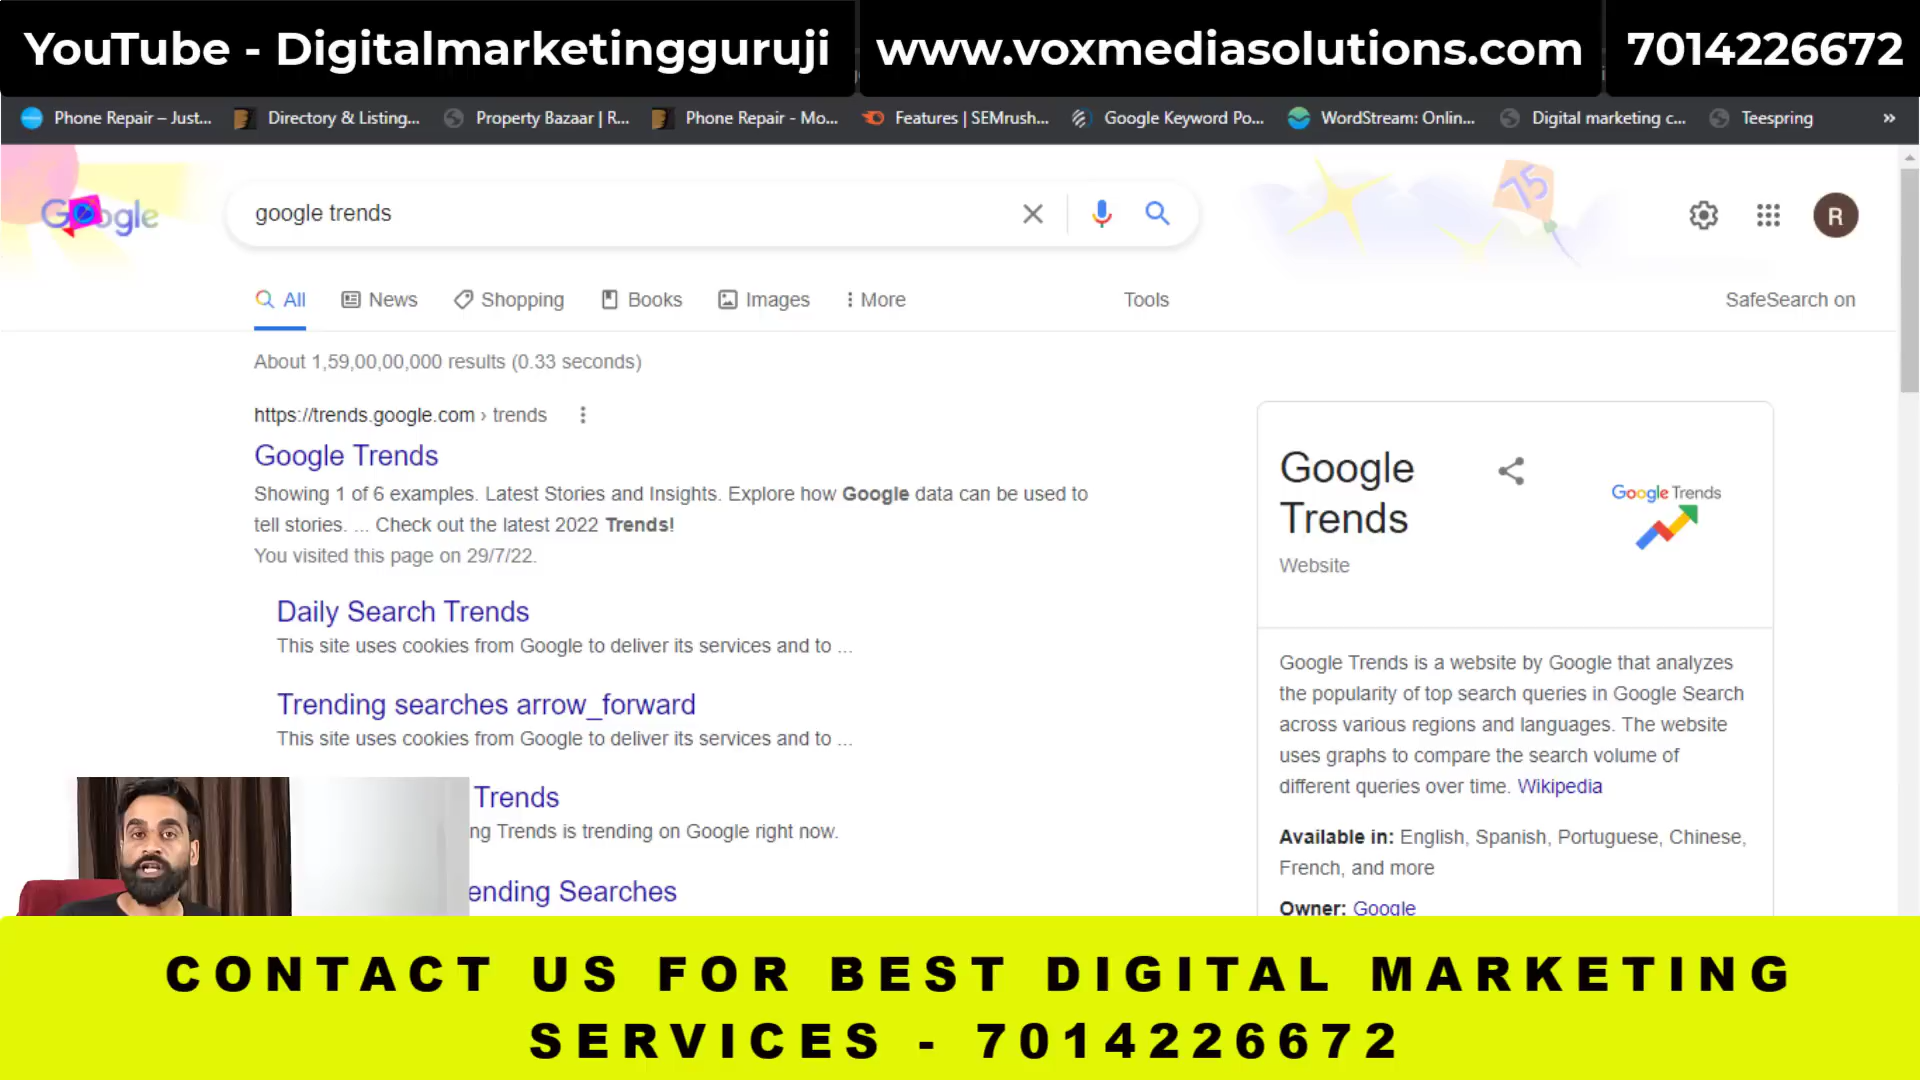 YouTube - Digitalmarketingguruji
www.voxmediasolutions.com
7014226672
Phone Repair – Just...
Directory & Listing...
Property Bazaar | R...
Phone Repair - Mo...
Features | SEMrush...
Google Keyword Po...
WordStream: Onlin...
Digital marketing c...
Teespring
»
Google
google trends
75
R
All
News
Shopping
Books
Images
More
Tools
SafeSearch on
About 1,59,00,00,000 results (0.33 seconds)
https://trends.google.com › trends
Google Trends
Showing 1 of 6 examples. Latest Stories and Insights. Explore how Google data can be used to
tell stories. ... Check out the latest 2022 Trends!
You visited this page on 29/7/22.
Daily Search Trends
This site uses cookies from Google to deliver its services and to ...
Trending searches arrow_forward
This site uses cookies from Google to deliver its services and to ...
Trends
ng Trends is trending on Google right now.
ending Searches
Google
Trends
Website
Google Trends
Google Trends is a website by Google that analyzes
the popularity of top search queries in Google Search
across various regions and languages. The website
uses graphs to compare the search volume of
different queries over time. Wikipedia
Available in: English, Spanish, Portuguese, Chinese,
French, and more
Owner: Google
CONTACT US FOR BEST DIGITAL MARKETING
SERVICES - 7014226672